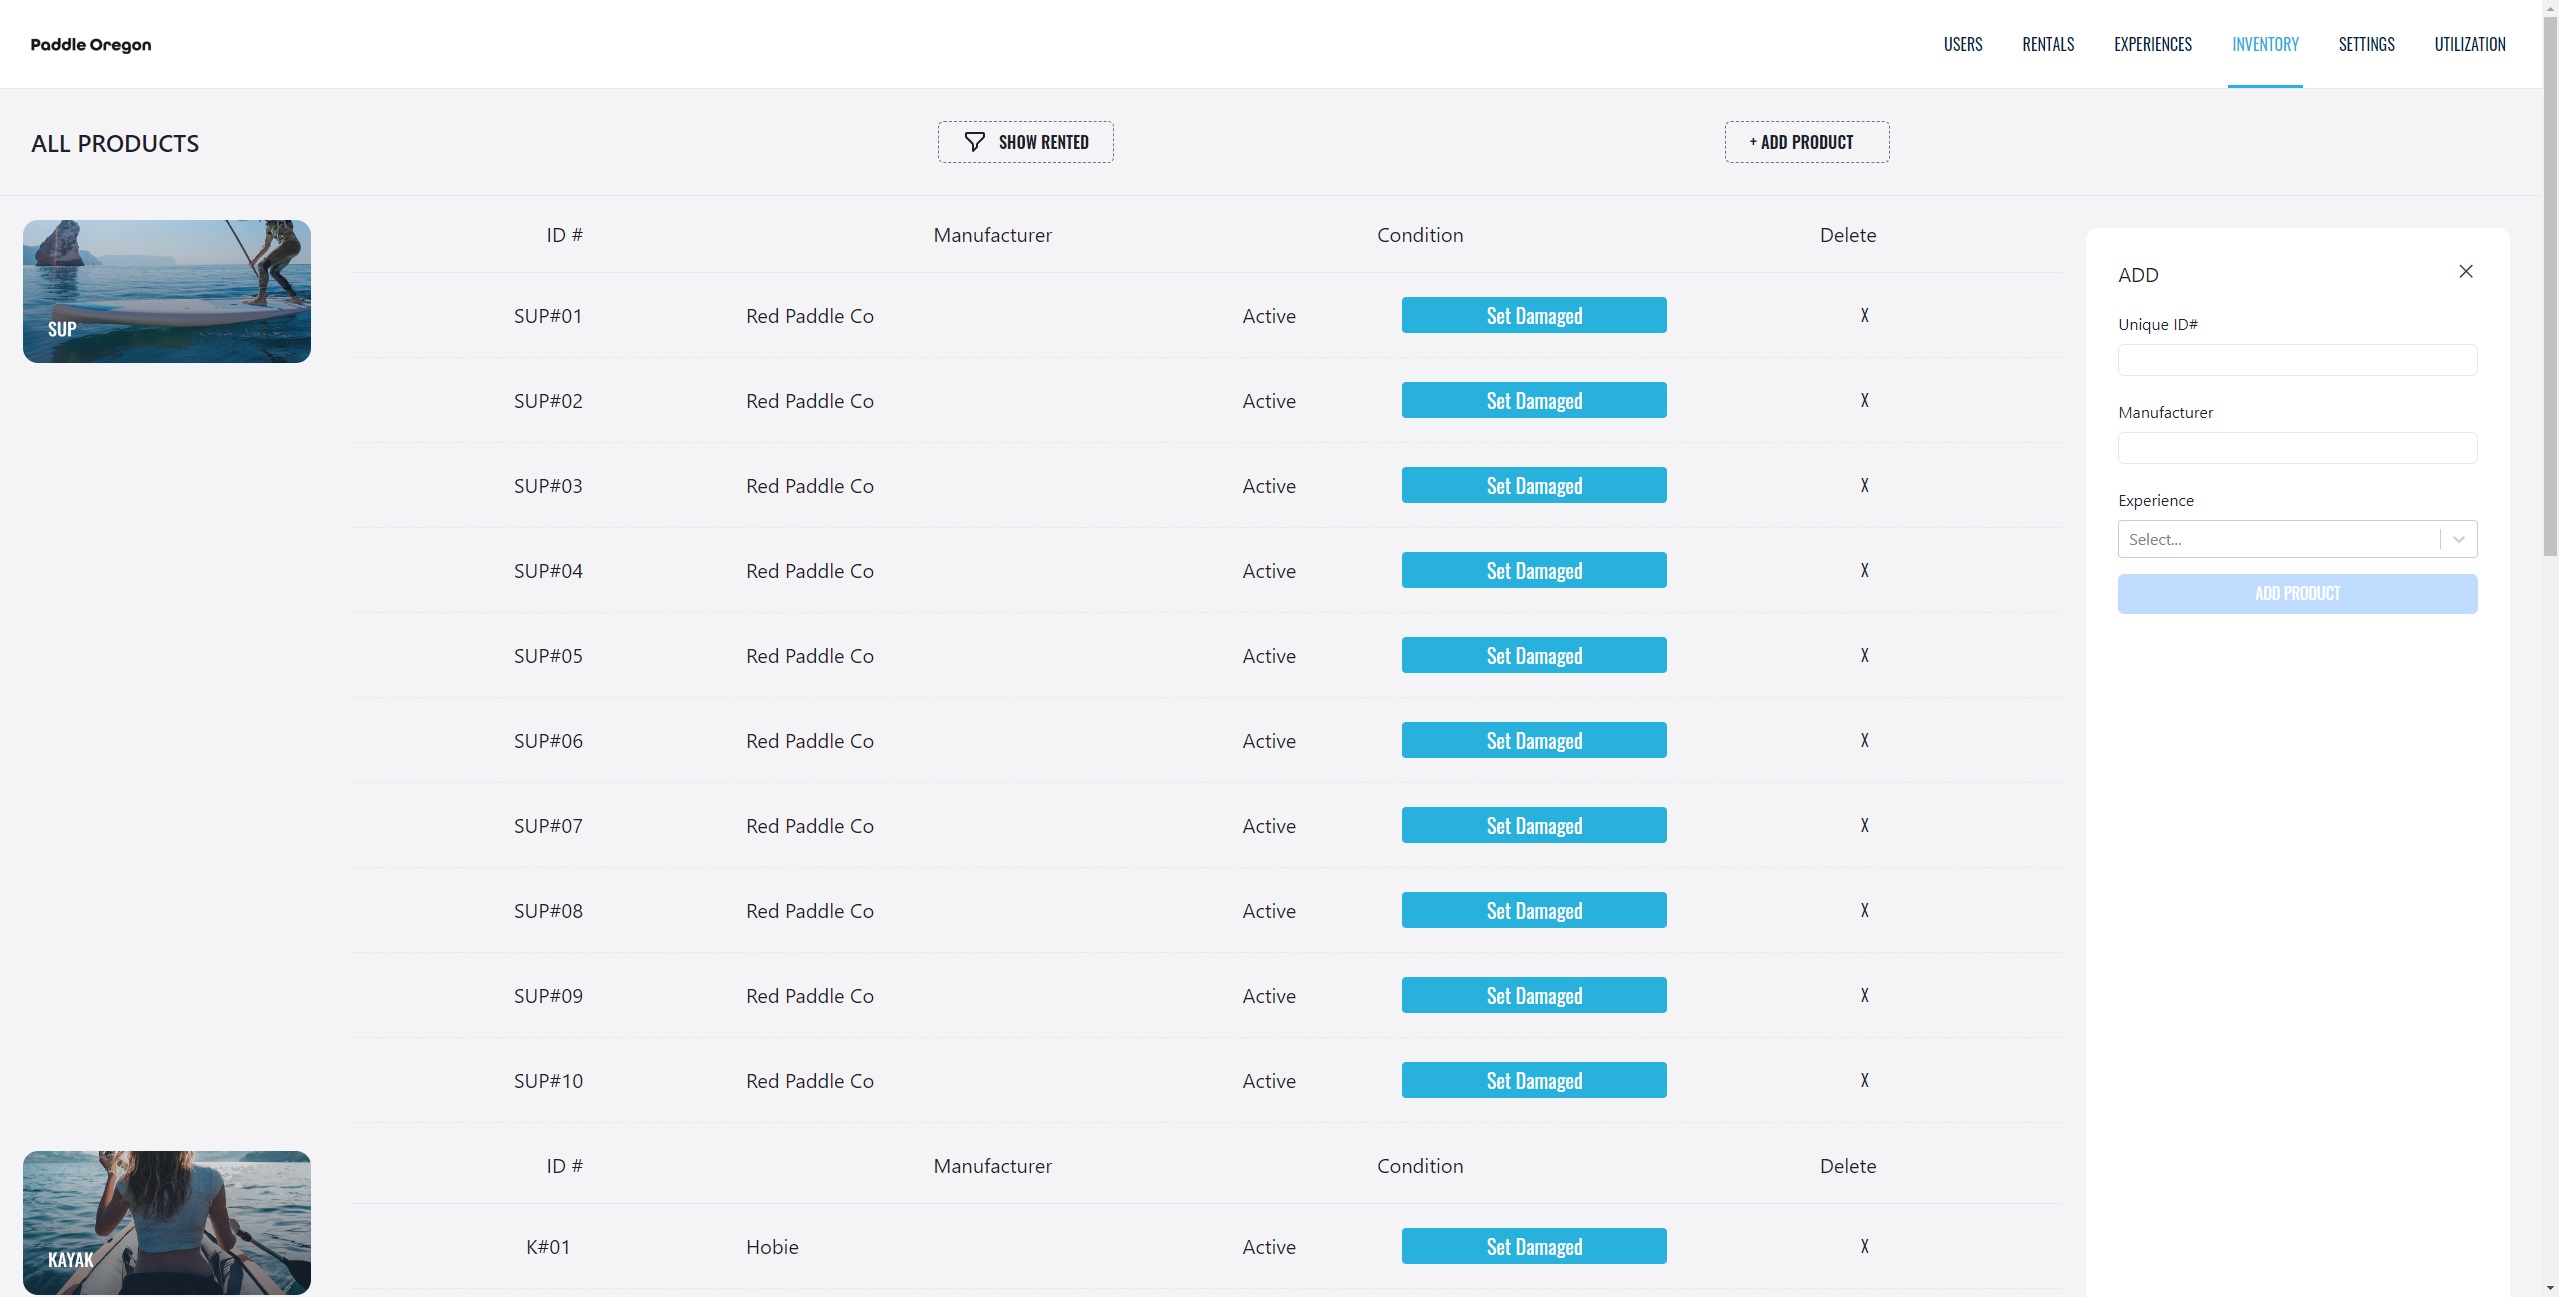 Paddle Oregon
USERS RENTALS EXPERIENCES INVENTORY SETTINGS UTILIZATION
ALL PRODUCTS
SHOW RENTED
+ ADD PRODUCT
SUP
ID # Manufacturer Condition Delete
SUP#01 Red Paddle Co Active Set Damaged X
SUP#02 Red Paddle Co Active Set Damaged X
SUP#03 Red Paddle Co Active Set Damaged X
SUP#04 Red Paddle Co Active Set Damaged X
SUP#05 Red Paddle Co Active Set Damaged X
SUP#06 Red Paddle Co Active Set Damaged X
SUP#07 Red Paddle Co Active Set Damaged X
SUP#08 Red Paddle Co Active Set Damaged X
SUP#09 Red Paddle Co Active Set Damaged X
SUP#10 Red Paddle Co Active Set Damaged X
KAYAK
ID # Manufacturer Condition Delete
K#01 Hobie Active Set Damaged X
ADD
Unique ID#
Manufacturer
Experience
Select...
ADD PRODUCT